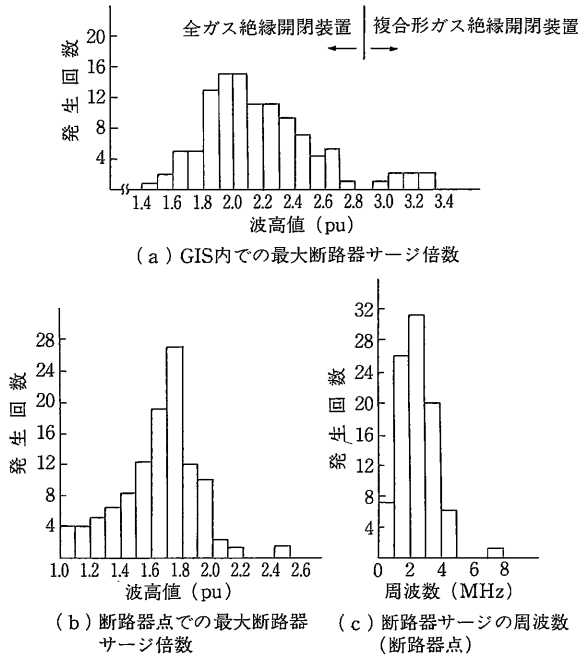 全ガス絶縁開閉装置
複合形ガス絶縁開閉装置
発生回数
20
16
12
8
4
1.4 1.6 1.8 2.0 2.2 2.4 2.6 2.8 3.2 3.4
波高値 (pu)
(a) GIS内での最大断路器サージ倍数
発生回数
28
24
20
16
12
8
4
1.0 1.2 1.4 1.6 1.8 2.0 2.2 2.4 2.6
波高値 (pu)
(b) 断路器点での最大断路器
サージ倍数
発生回数
32
28
24
20
16
12
8
4
0 2 4 6 8
周波数 (MHz)
(c) 断路器サージの周波数
(断路器点)